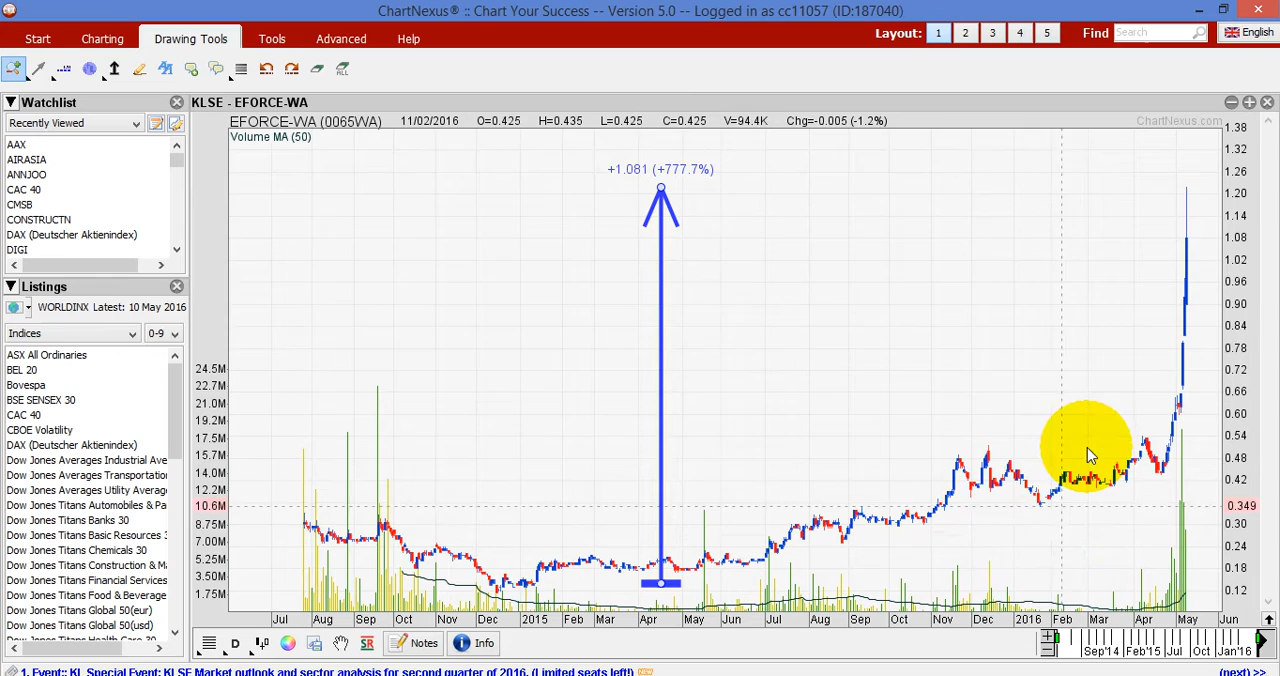 ChartNexus® :: Chart Your Success -- Version 5.0 -- Logged in as cc11057 (ID:187040)
Start Charting Drawing Tools Tools Advanced Help Layout: 1 2 3 4 5 Find Search English
ALL
Watchlist
Recently Viewed
AAX
AIRASIA
ANNJOO
CAC 40
CMSB
CONSTRUCTN
DAX (Deutscher Aktienindex)
DIGI
Listings
WORLDINX Latest: 10 May 2016
Indices 0-9
ASX All Ordinaries
BEL 20
Bovespa
BSE SENSEX 30
CAC 40
CBOE Volatility
DAX (Deutscher Aktienindex)
Dow Jones Averages Industrial Ave
Dow Jones Averages Transportatio
Dow Jones Averages Utility Averag
Dow Jones Titans Automobiles & Pa
Dow Jones Titans Banks 30
Dow Jones Titans Basic Resources
Dow Jones Titans Chemicals 30
Dow Jones Titans Construction & M
Dow Jones Titans Financial Services
Dow Jones Titans Food & Beverage
Dow Jones Titans Global 50(eur)
Dow Jones Titans Global 50(usd)
KLSE - EFORCE-WA
EFORCE-WA (0065WA) 11/02/2016 O=0.425 H=0.435 L=0.425 C=0.425 V=94.4K Chg=-0.005 (-1.2%) ChartNexus.com
Volume MA (50)
+1.081 (+777.7%)
24.5M
22.7M
21.0M
19.2M
17.5M
15.7M
14.0M
12.2M
10.6M
8.75M
7.00M
5.25M
3.50M
1.75M
1.38
1.32
1.26
1.20
1.14
1.08
1.02
0.96
0.90
0.84
0.78
0.72
0.66
0.60
0.54
0.48
0.42
0.349
0.30
0.24
0.18
0.12
Jul Aug Sep Oct Nov Dec 2015 Feb Mar Apr May Jun Jul Aug Sep Oct Nov Dec 2016 Feb Mar Apr May Jun
D SR Notes Info
Sep'14 Feb'15 Jul Oct Jan'16
1. Event:: KL Special Event: KLSE Market outlook and sector analysis for second quarter of 2016. (Limited seats left!) NEW (next) >>